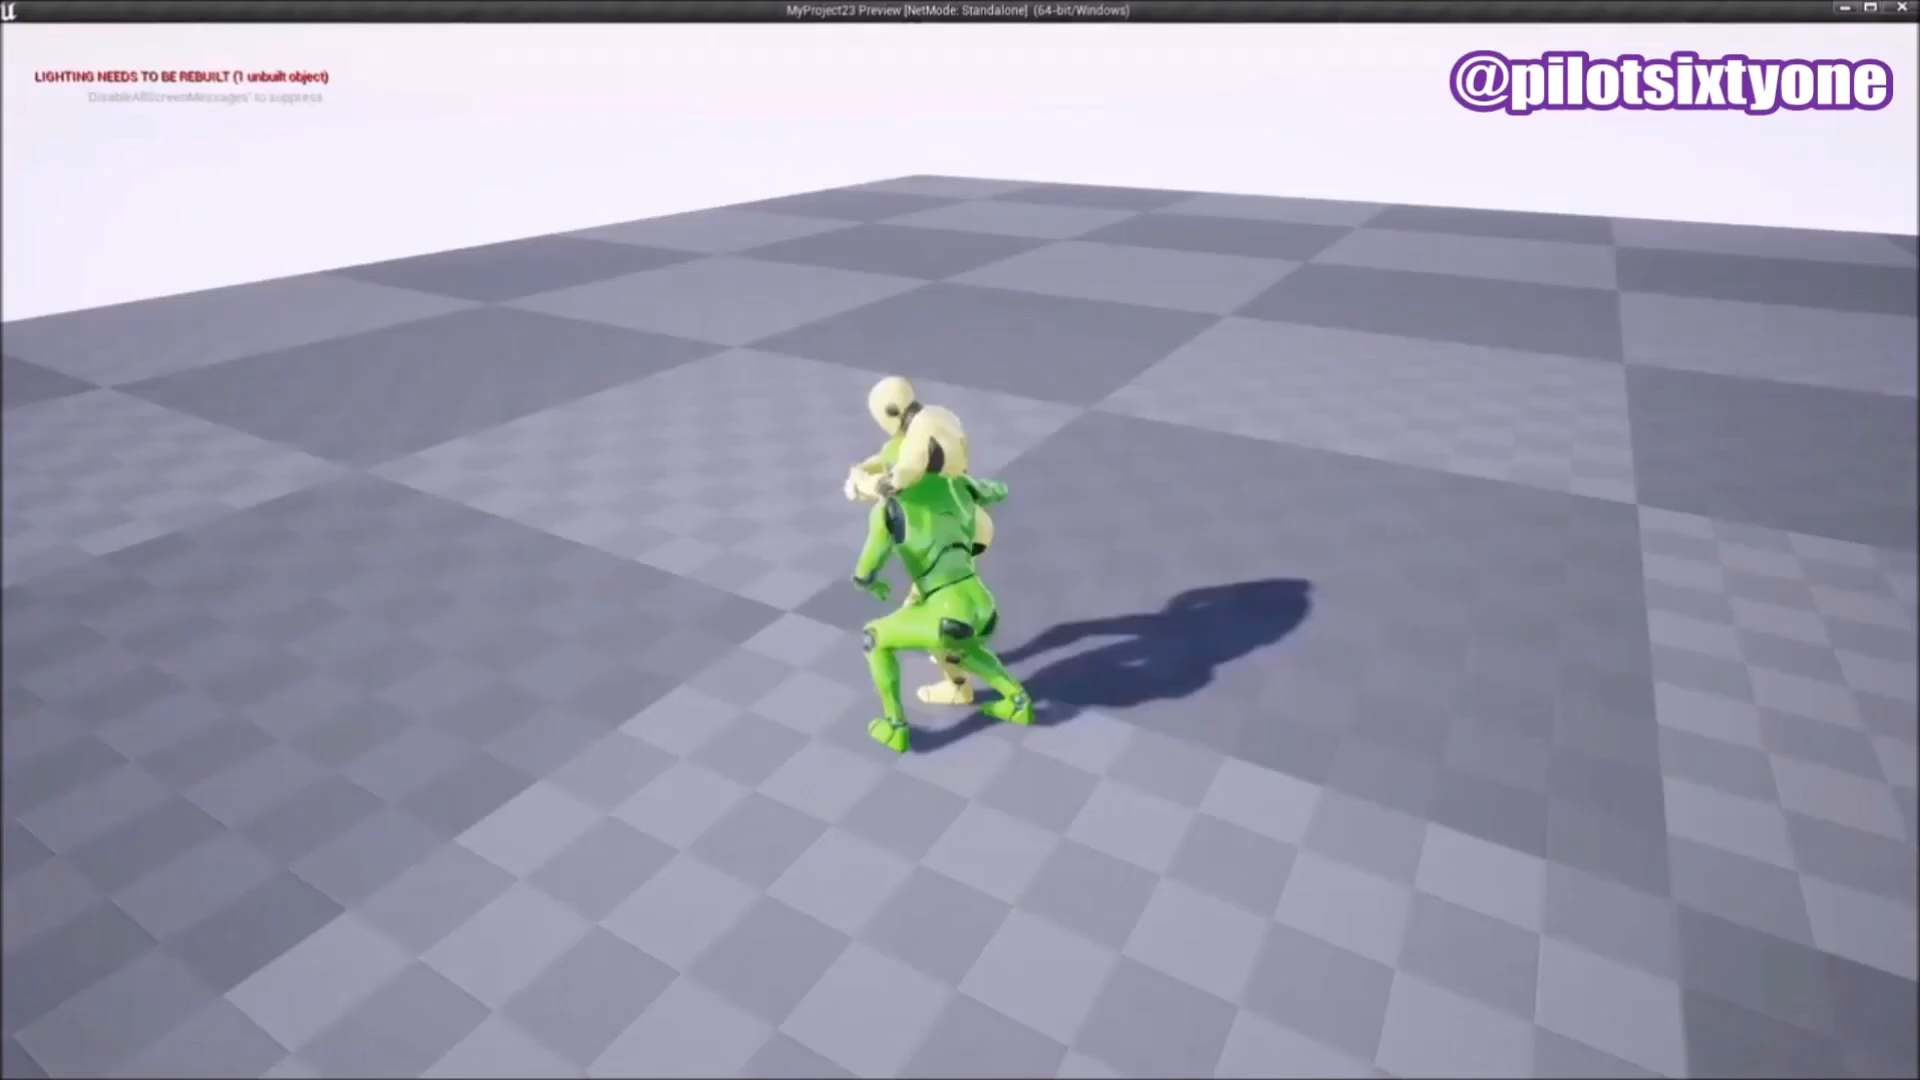 MyProject23 Preview [NetMode: Standalone] (64-bit/Windows)
LIGHTING NEEDS TO BE REBUILT (1 unbuilt object)
'DisableAllScreenMessages' to suppress
@pilotsixtyone